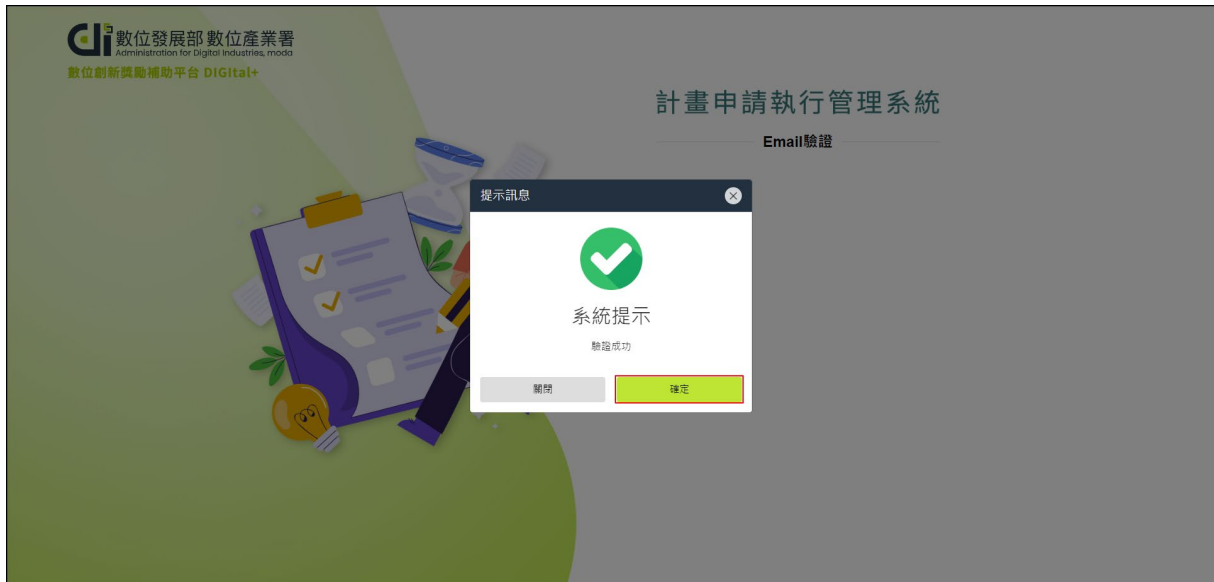 數位發展部 數位產業署
Administration for Digital Industries, moda
數位創新獎勵補助平台 DIGItal+
計畫申請執行管理系統
Email驗證
提示訊息
系統提示
驗證成功
關閉
確定